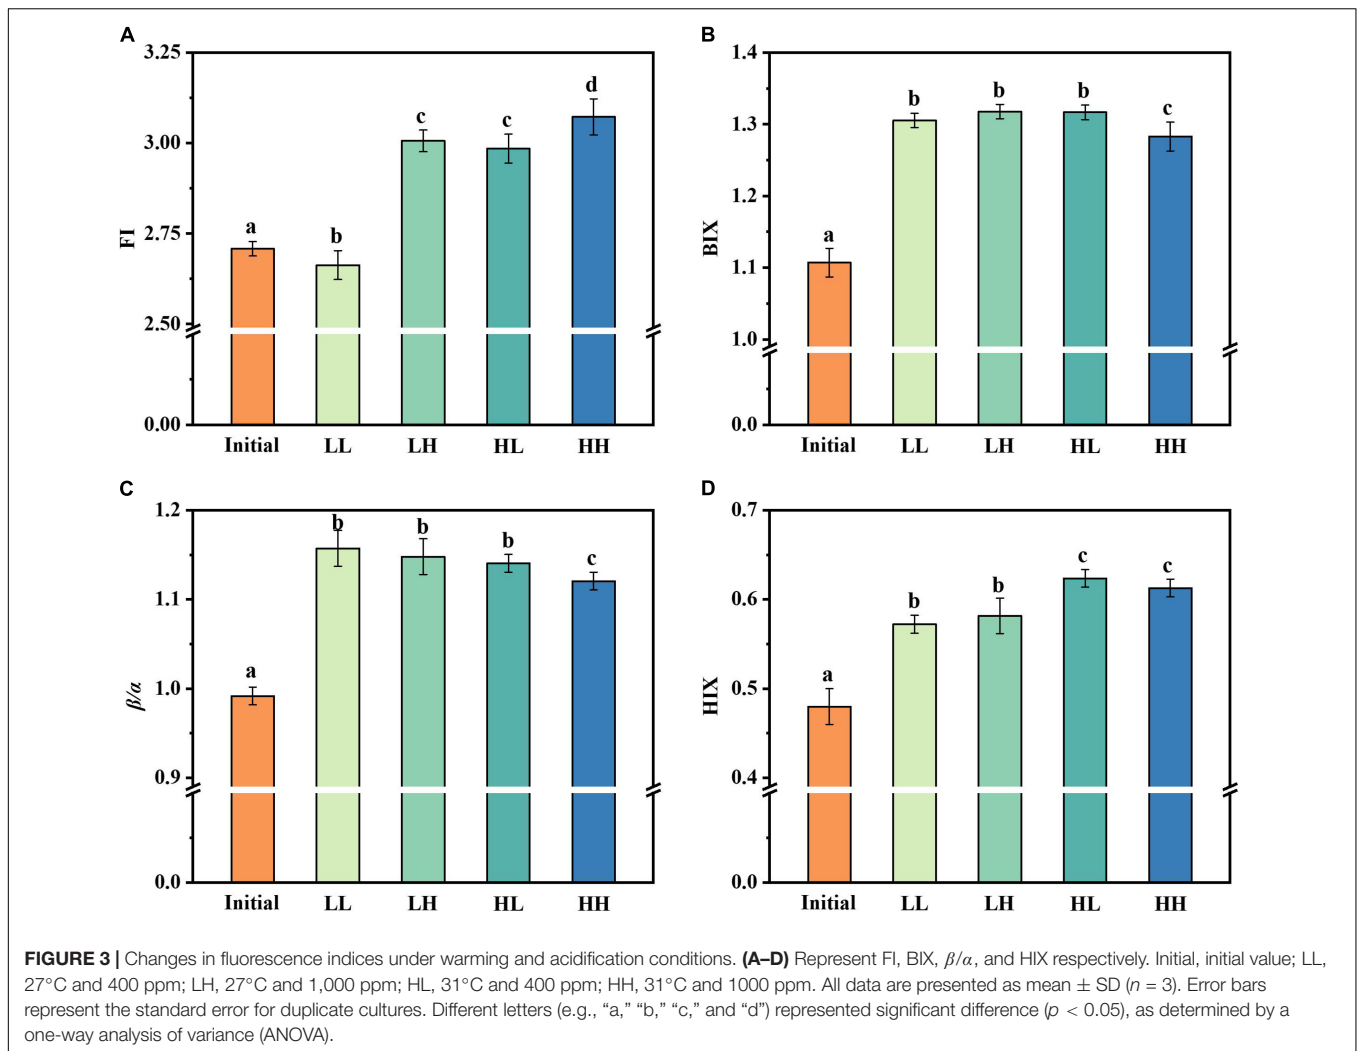 A
3.25
3.00
2.75
2.50
0.00
FI
a
b
c
c
d
Initial LL LH HL HH
B
1.4
1.3
1.2
1.1
1.0
0.0
BIX
a
b
b
b
c
Initial LL LH HL HH
C
1.2
1.1
1.0
0.9
0.0
β/α
a
b
b
b
c
Initial LL LH HL HH
D
0.7
0.6
0.5
0.4
0.0
HIX
a
b
b
c
c
Initial LL LH HL HH
FIGURE 3 | Changes in fluorescence indices under warming and acidification conditions. (A–D) Represent FI, BIX, β/α, and HIX respectively. Initial, initial value; LL,
27°C and 400 ppm; LH, 27°C and 1,000 ppm; HL, 31°C and 400 ppm; HH, 31°C and 1000 ppm. All data are presented as mean ± SD (n = 3). Error bars
represent the standard error for duplicate cultures. Different letters (e.g., “a,” “b,” “c,” and “d”) represented significant difference (p < 0.05), as determined by a
one-way analysis of variance (ANOVA).